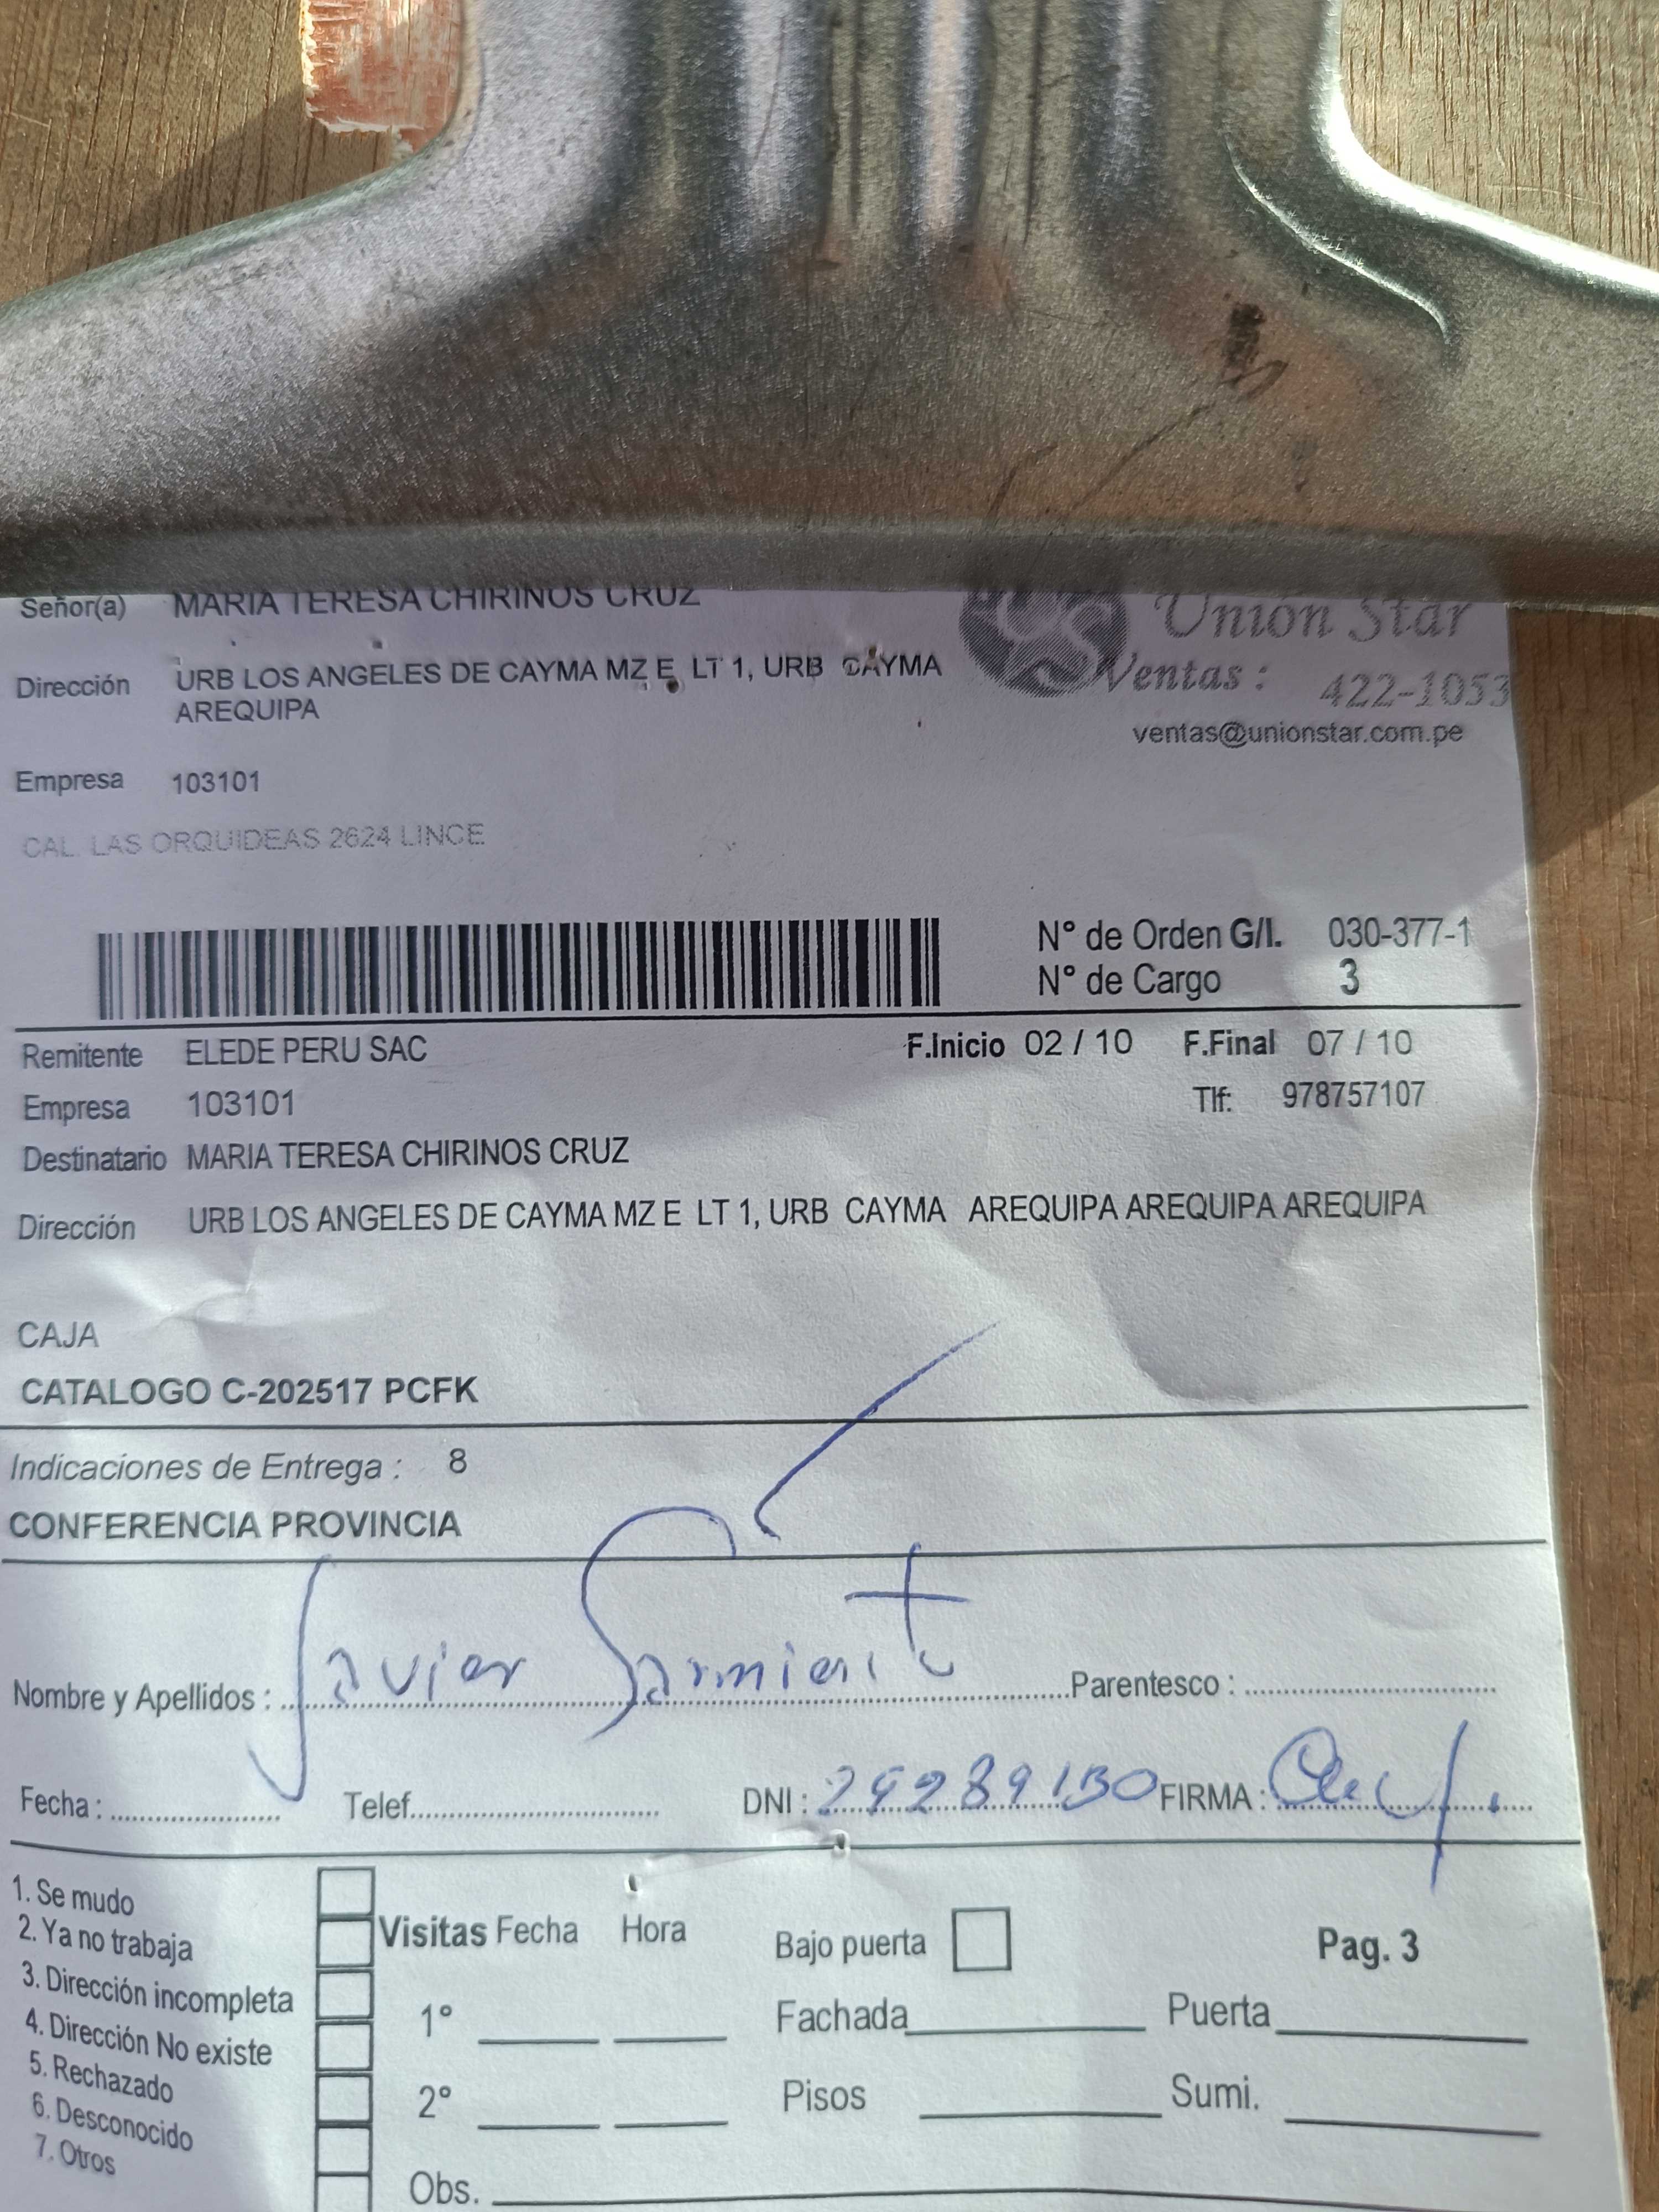 Señor(a) MARIA TERESA CHIRINOS CRUZ
Unión Star
Dirección URB LOS ANGELES DE CAYMA MZ E LT 1, URB CAYMA
AREQUIPA
Ventas : 422-1053
ventas@unionstar.com.pe
Empresa 103101
CAL. LAS ORQUIDEAS 2624 LINCE
N° de Orden G/I. 030-377-1
N° de Cargo 3
Remitente ELEDE PERU SAC F.Inicio 02 / 10 F.Final 07 / 10
Empresa 103101 Tlf: 978757107
Destinatario MARIA TERESA CHIRINOS CRUZ
Dirección URB LOS ANGELES DE CAYMA MZ E LT 1, URB CAYMA AREQUIPA AREQUIPA AREQUIPA
CAJA
CATALOGO C-202517 PCFK
Indicaciones de Entrega : 8
CONFERENCIA PROVINCIA
Nombre y Apellidos : Javier Sarmiento Parentesco :
Fecha : Telef. DNI : 29289130 FIRMA :
1. Se mudo
2. Ya no trabaja
3. Dirección incompleta
4. Dirección No existe
5. Rechazado
6. Desconocido
7. Otros
Visitas Fecha Hora Bajo puerta Pag. 3
1° Fachada Puerta
2° Pisos Sumi.
Obs.